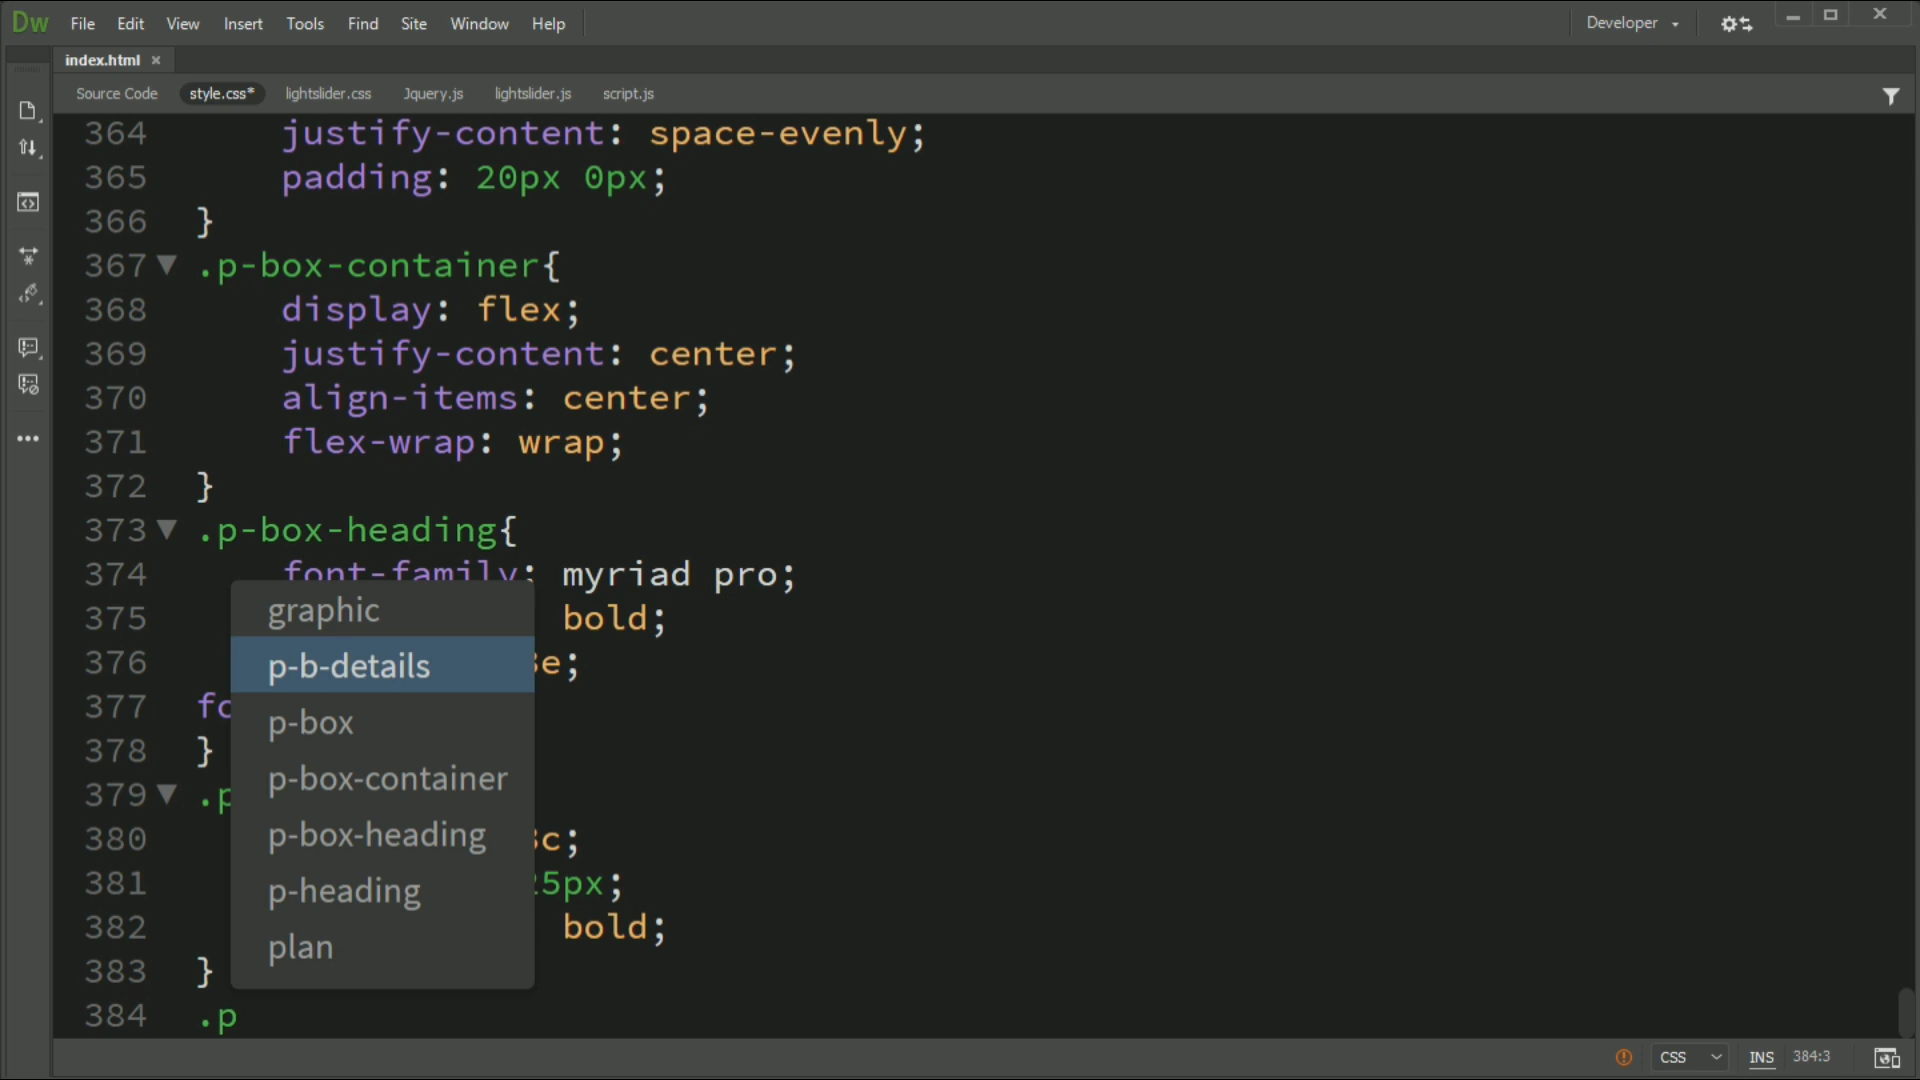 Dw File Edit View Insert Tools Find Site Window Help Developer
index.html
Source Code style.css* lightslider.css Jquery.js lightslider.js script.js
364 justify-content: space-evenly;
365 padding: 20px 0px;
366 }
367 .p-box-container{
368 display: flex;
369 justify-content: center;
370 align-items: center;
371 flex-wrap: wrap;
372 }
373 .p-box-heading{
374 font-family: myriad pro;
375 bold;
376 e;
377 fo
378 }
379 .p
380 c;
381 5px;
382 bold;
383 }
384 .p
graphic
p-b-details
p-box
p-box-container
p-box-heading
p-heading
plan
CSS INS 384:3